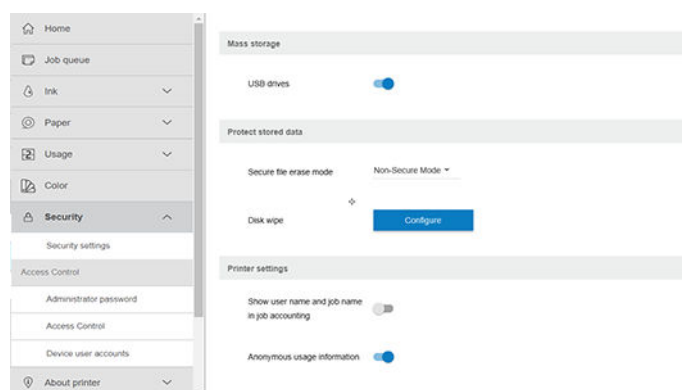 Home
Job queue
Ink
Paper
Usage
Color
Security
Security settings
Access Control
Administrator password
Access Control
Device user accounts
About printer
Mass storage
USB drives
Protect stored data
Secure file erase mode
Non-Secure Mode
Disk wipe
Configure
Printer settings
Show user name and job name
in job accounting
Anonymous usage information